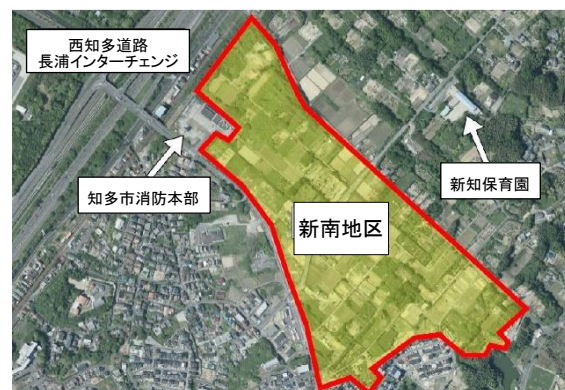 西知多道路
長浦インターチェンジ
知多市消防本部
新知保育園
新南地区